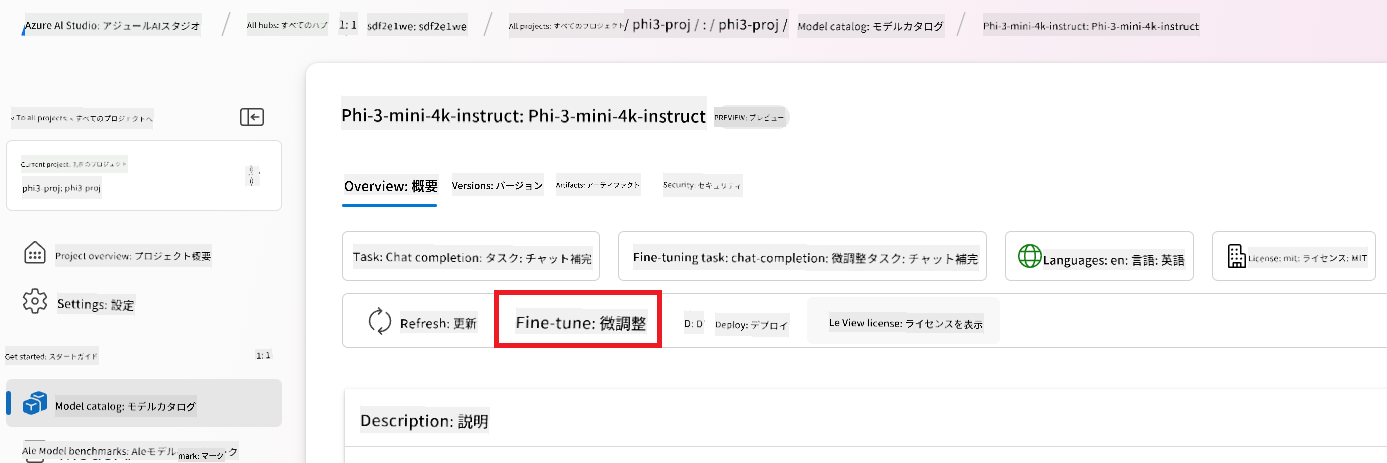 Azure AI Studio: アジュールAIスタジオ / All hubs: すべてのハブ 1: 1 sdf2e1we: sdf2e1we / All projects: すべてのプロジェクト / phi3-proj / : / phi3-proj / Model catalog: モデルカタログ / Phi-3-mini-4k-instruct: Phi-3-mini-4k-instruct
To all projects: < すべてのプロジェクトへ
Current project: のプロジェクト
phi3-proj: phi3 proj
Project overview: プロジェクト概要
Settings: 設定
Get started: スタートガイド 1: 1
Model catalog: モデルカタログ
Ale Model benchmarks: Aleモデル mark: マーク
Phi-3-mini-4k-instruct: Phi-3-mini-4k-instruct PREVIEW: プレビュー
Overview: 概要 Versions: バージョン Artifacts: アーティファクト Security: セキュリティ
Task: Chat completion: タスク: チャット補完 Fine-tuning task: chat-completion: 微調整タスク: チャット補完 Languages: en: 言語: 英語 License: mit: ライセンス: MIT
Refresh: 更新 Fine-tune: 微調整 D: D Deploy: デプロイ Le View license: ライセンスを表示
Description: 説明